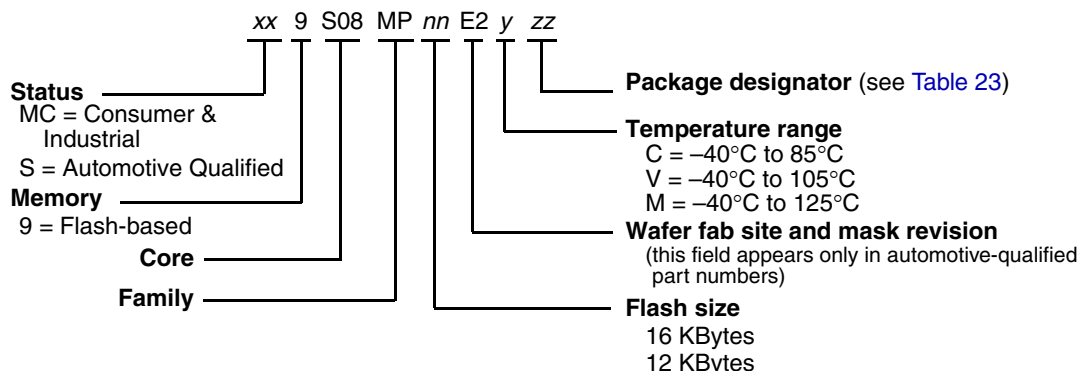 xx 9 S08 MP nn E2 y zz
Status
MC = Consumer &
Industrial
S = Automotive Qualified
Memory
9 = Flash-based
Core
Family
Package designator (see Table 23)
Temperature range
C = –40°C to 85°C
V = –40°C to 105°C
M = –40°C to 125°C
Wafer fab site and mask revision
(this field appears only in automotive-qualified
part numbers)
Flash size
16 KBytes
12 KBytes